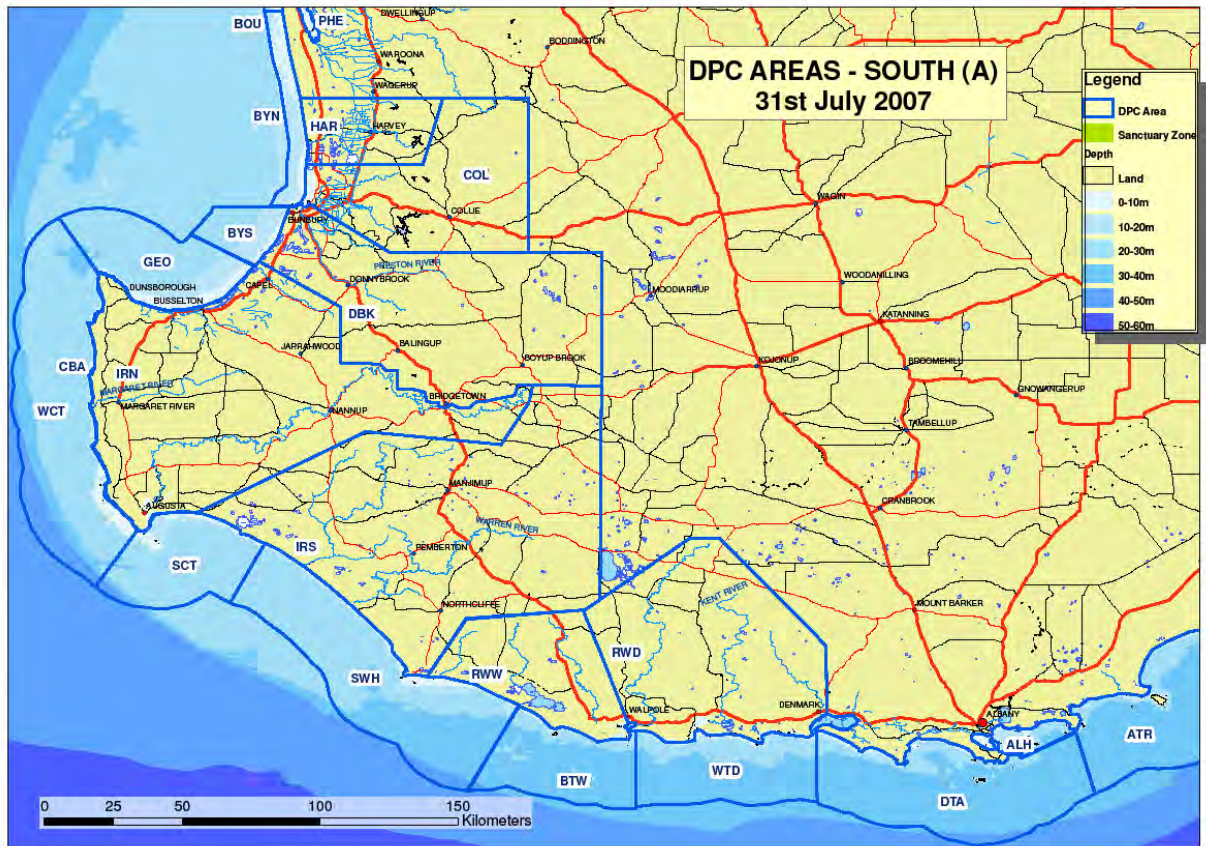 BOU
PHE
DWELLINGUP
BODDINGTON
WAROONA
WAGERUP
DPC AREAS - SOUTH (A)
31st July 2007
Legend
DPC Area
Sanctuary Zone
Depth
Land
0-10m
10-20m
20-30m
30-40m
40-50m
50-60m
BYN
HAR
HARVEY
COL
WAGIN
COLLIE
BUNBURY
BYS
GEO
PRESTON RIVER
DUNSBOROUGH
BUSSELTON
CAPEL
DONNYBROOK
WOODANILLING
MOODIARRUP
DBK
KATANNING
JARRAHWOOD
BALINGUP
BOYUP BROOK
KOJONUP
BROOMEHILL
CBA
IRN
MARGARET RIVER
MARGARET RIVER
WCT
NANNUP
BRIDGETOWN
GNOWANGERUP
TAMBELLUP
MANJIMUP
CRANBROOK
AUGUSTA
WARREN RIVER
IRS
PEMBERTON
SCT
KENT RIVER
NORTHCLIFFE
MOUNT BARKER
RWD
RWW
SWH
WALPOLE
DENMARK
ALBANY
ALH
ATR
BTW
WTD
DTA
0 25 50 100 150
Kilometers